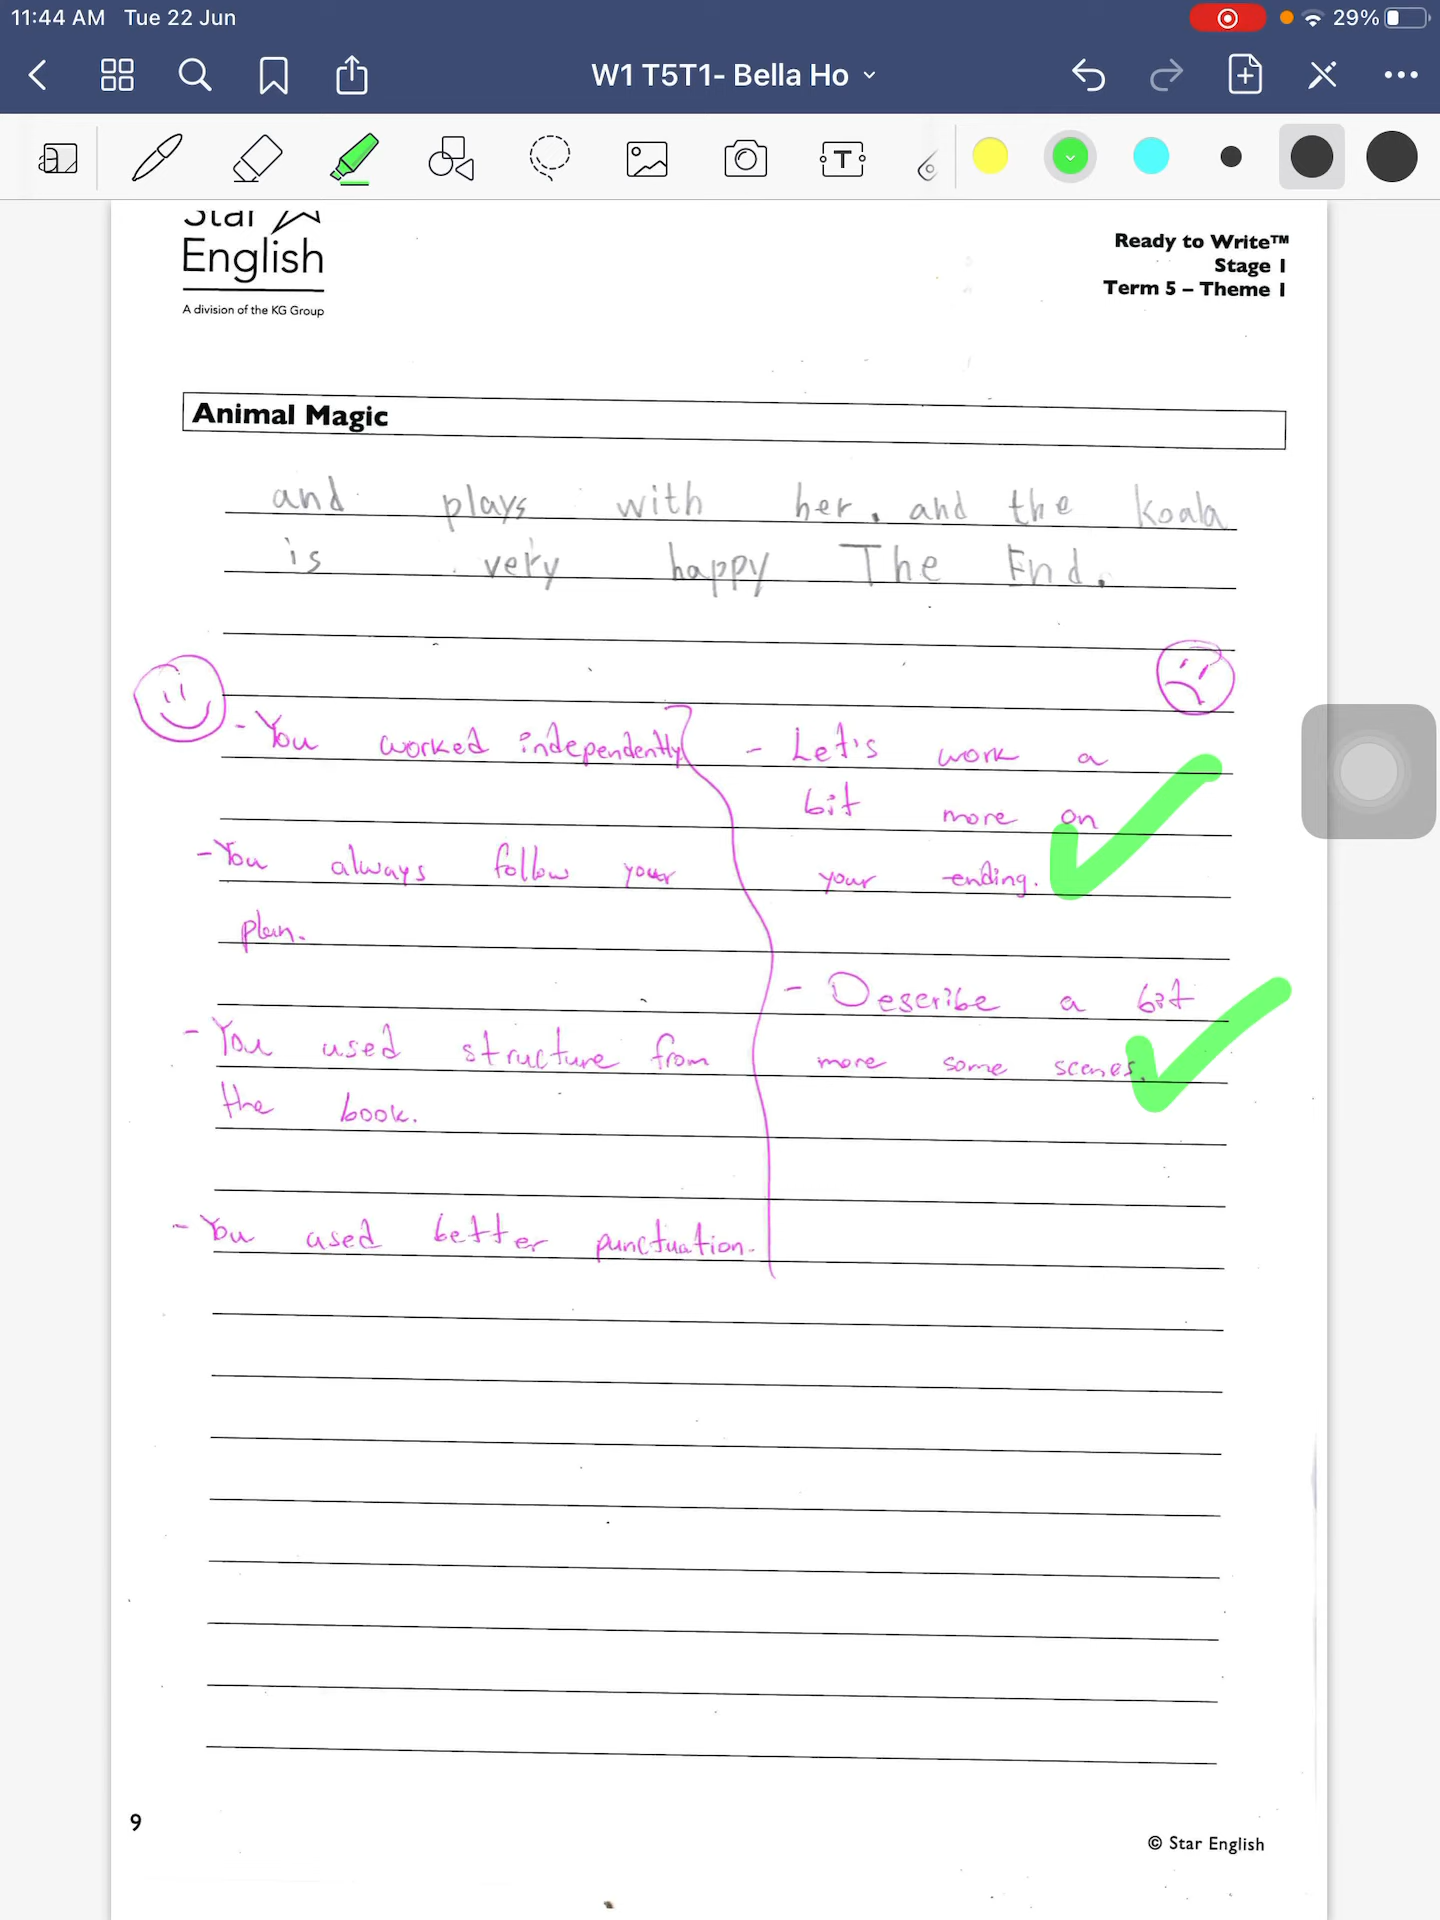 11:44 AM Tue 22 Jun
29%
W1 T5T1- Bella Ho
T
Star
English
A division of the KG Group
Ready to Write™
Stage 1
Term 5 – Theme 1
Animal Magic
and plays with her. and the koala
is very happy The End.
- You worked independently
- You always follow your
plan.
- You used structure from
the book.
- You used better punctuation.
- Let's work a
bit more on
your ending.
- Describe a bit
more some scenes.
9
© Star English